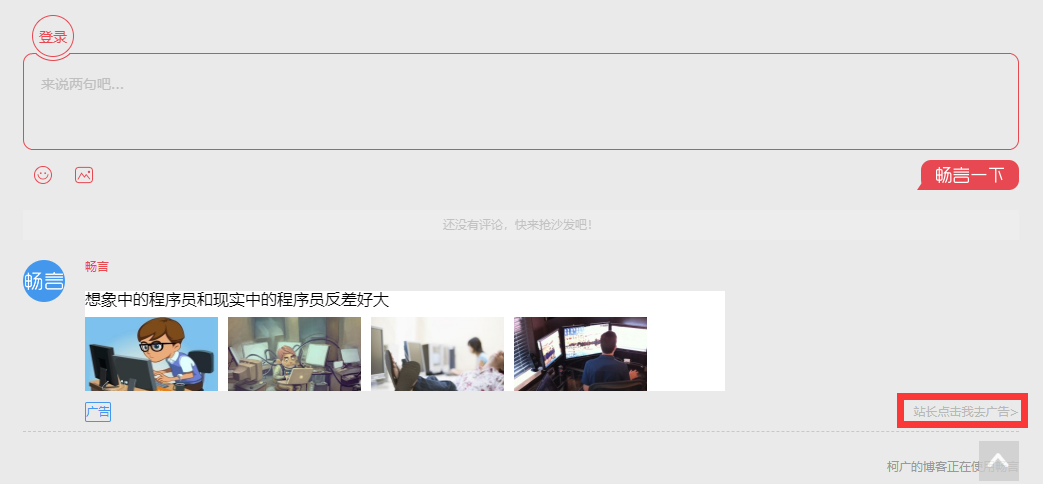 登录
来说两句吧...
畅言一下
还没有评论，快来抢沙发吧！
畅言
畅言
想象中的程序员和现实中的程序员反差好大
广告
站长点击我去广告>
柯广的博客正在使用畅言